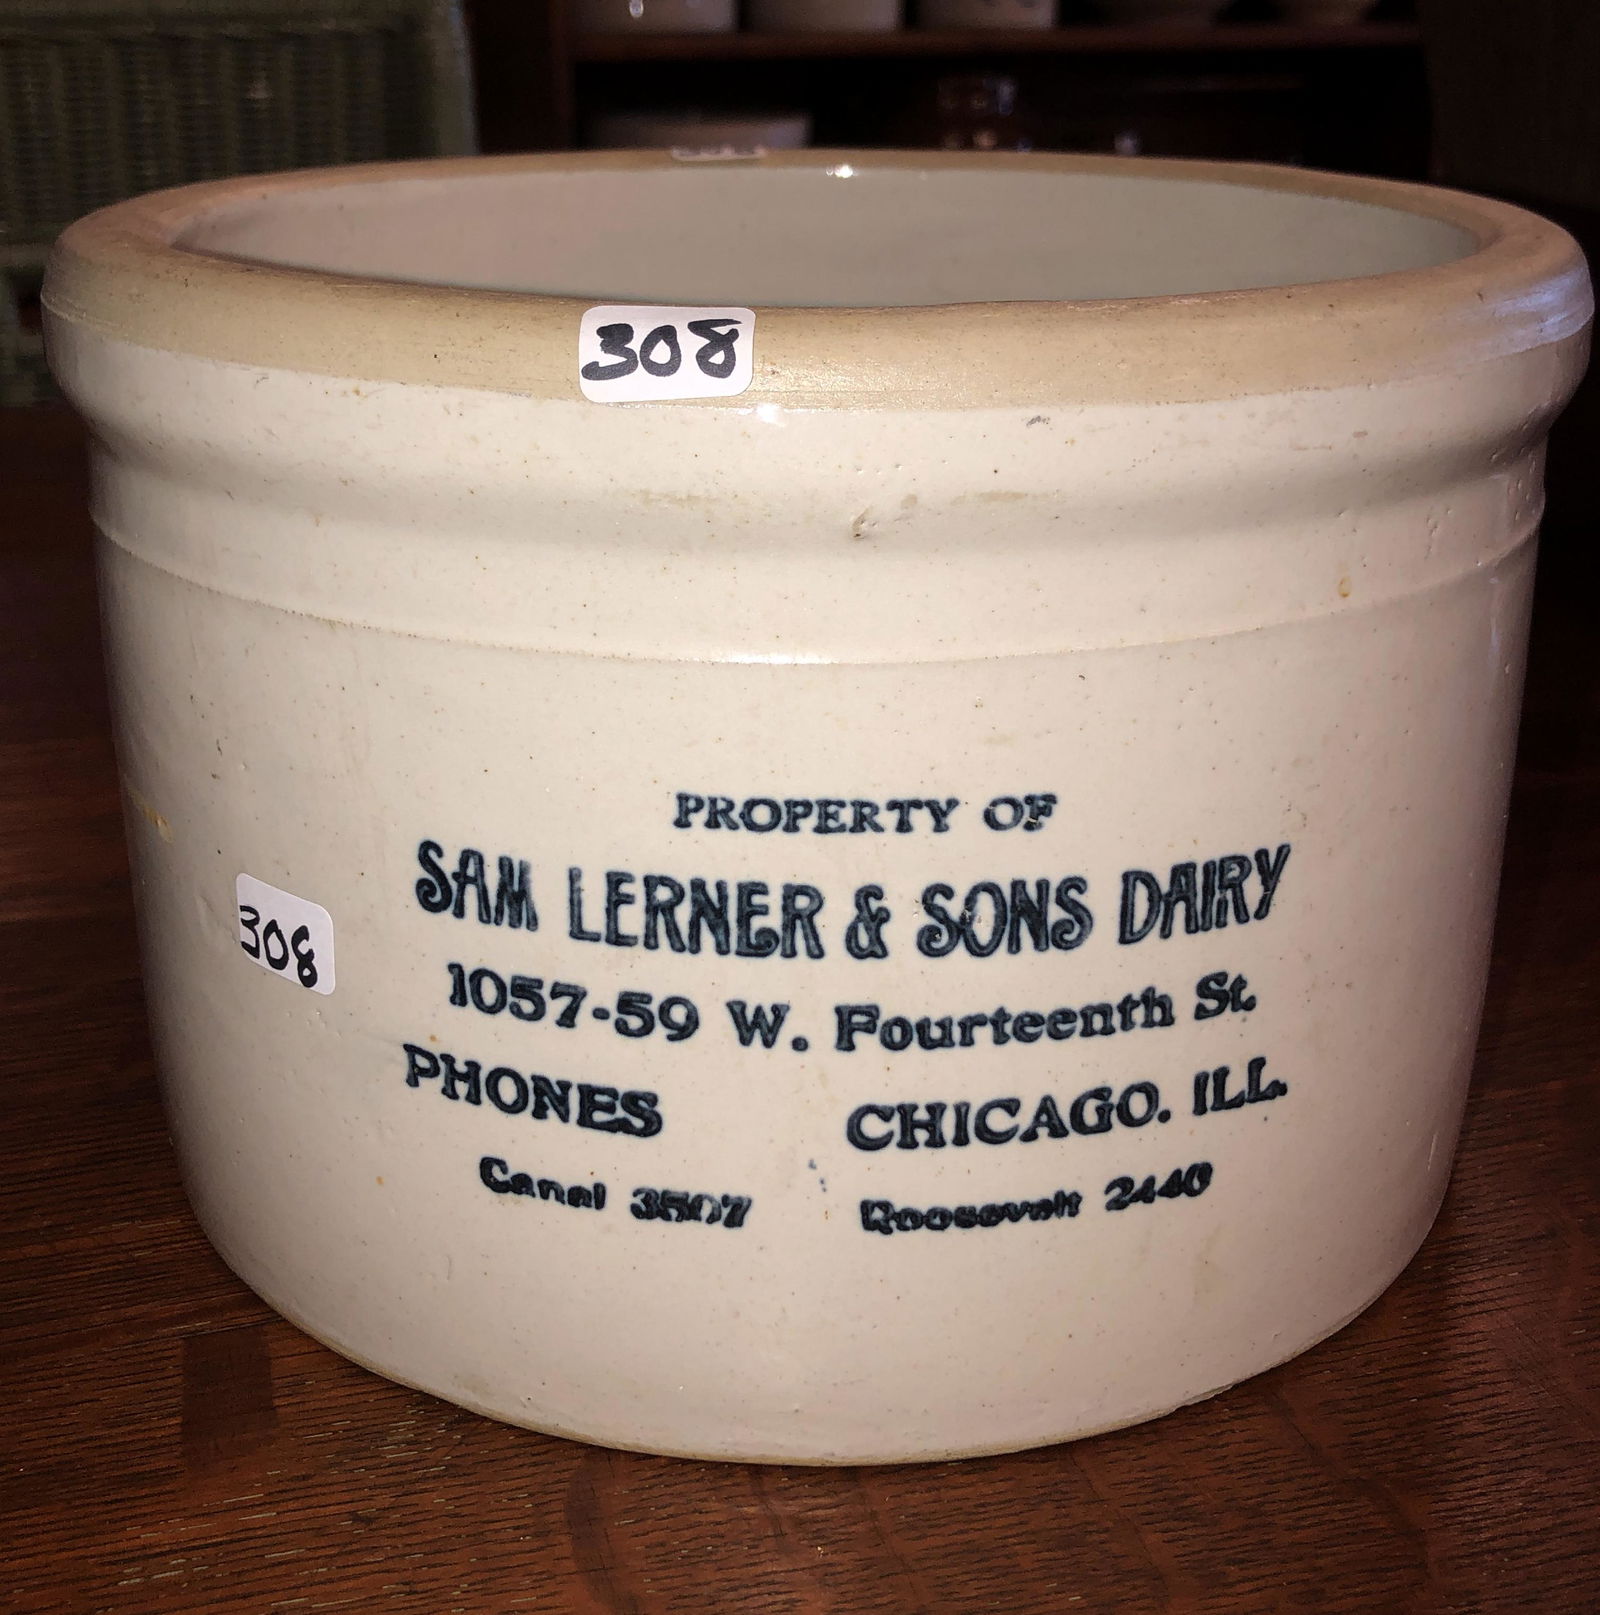 308
PROPERTY OF
SAM LERNER & SONS DAIRY
308
1057-59 W. Fourteenth St.
PHONES CHICAGO. ILL.
Canal 3507 Roosevelt 2440